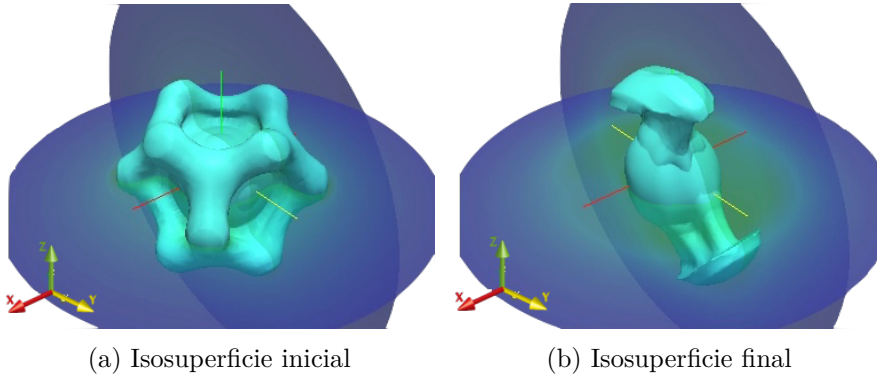 Z
X
Y
Z
X
Y
(a) Isosuperficie inicial
(b) Isosuperficie final